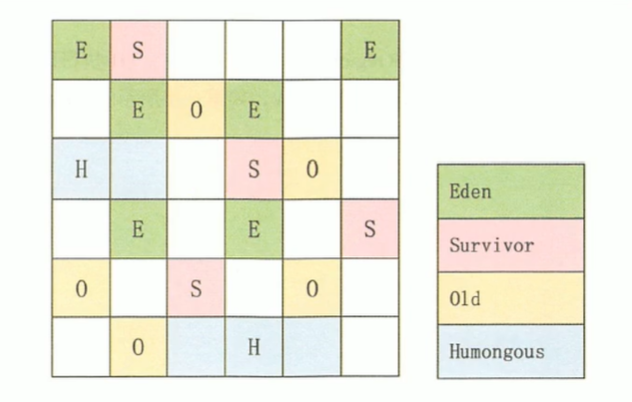 E S E
E O E
H S O
E E S
O S O
O H
Eden
Survivor
Old
Humongous